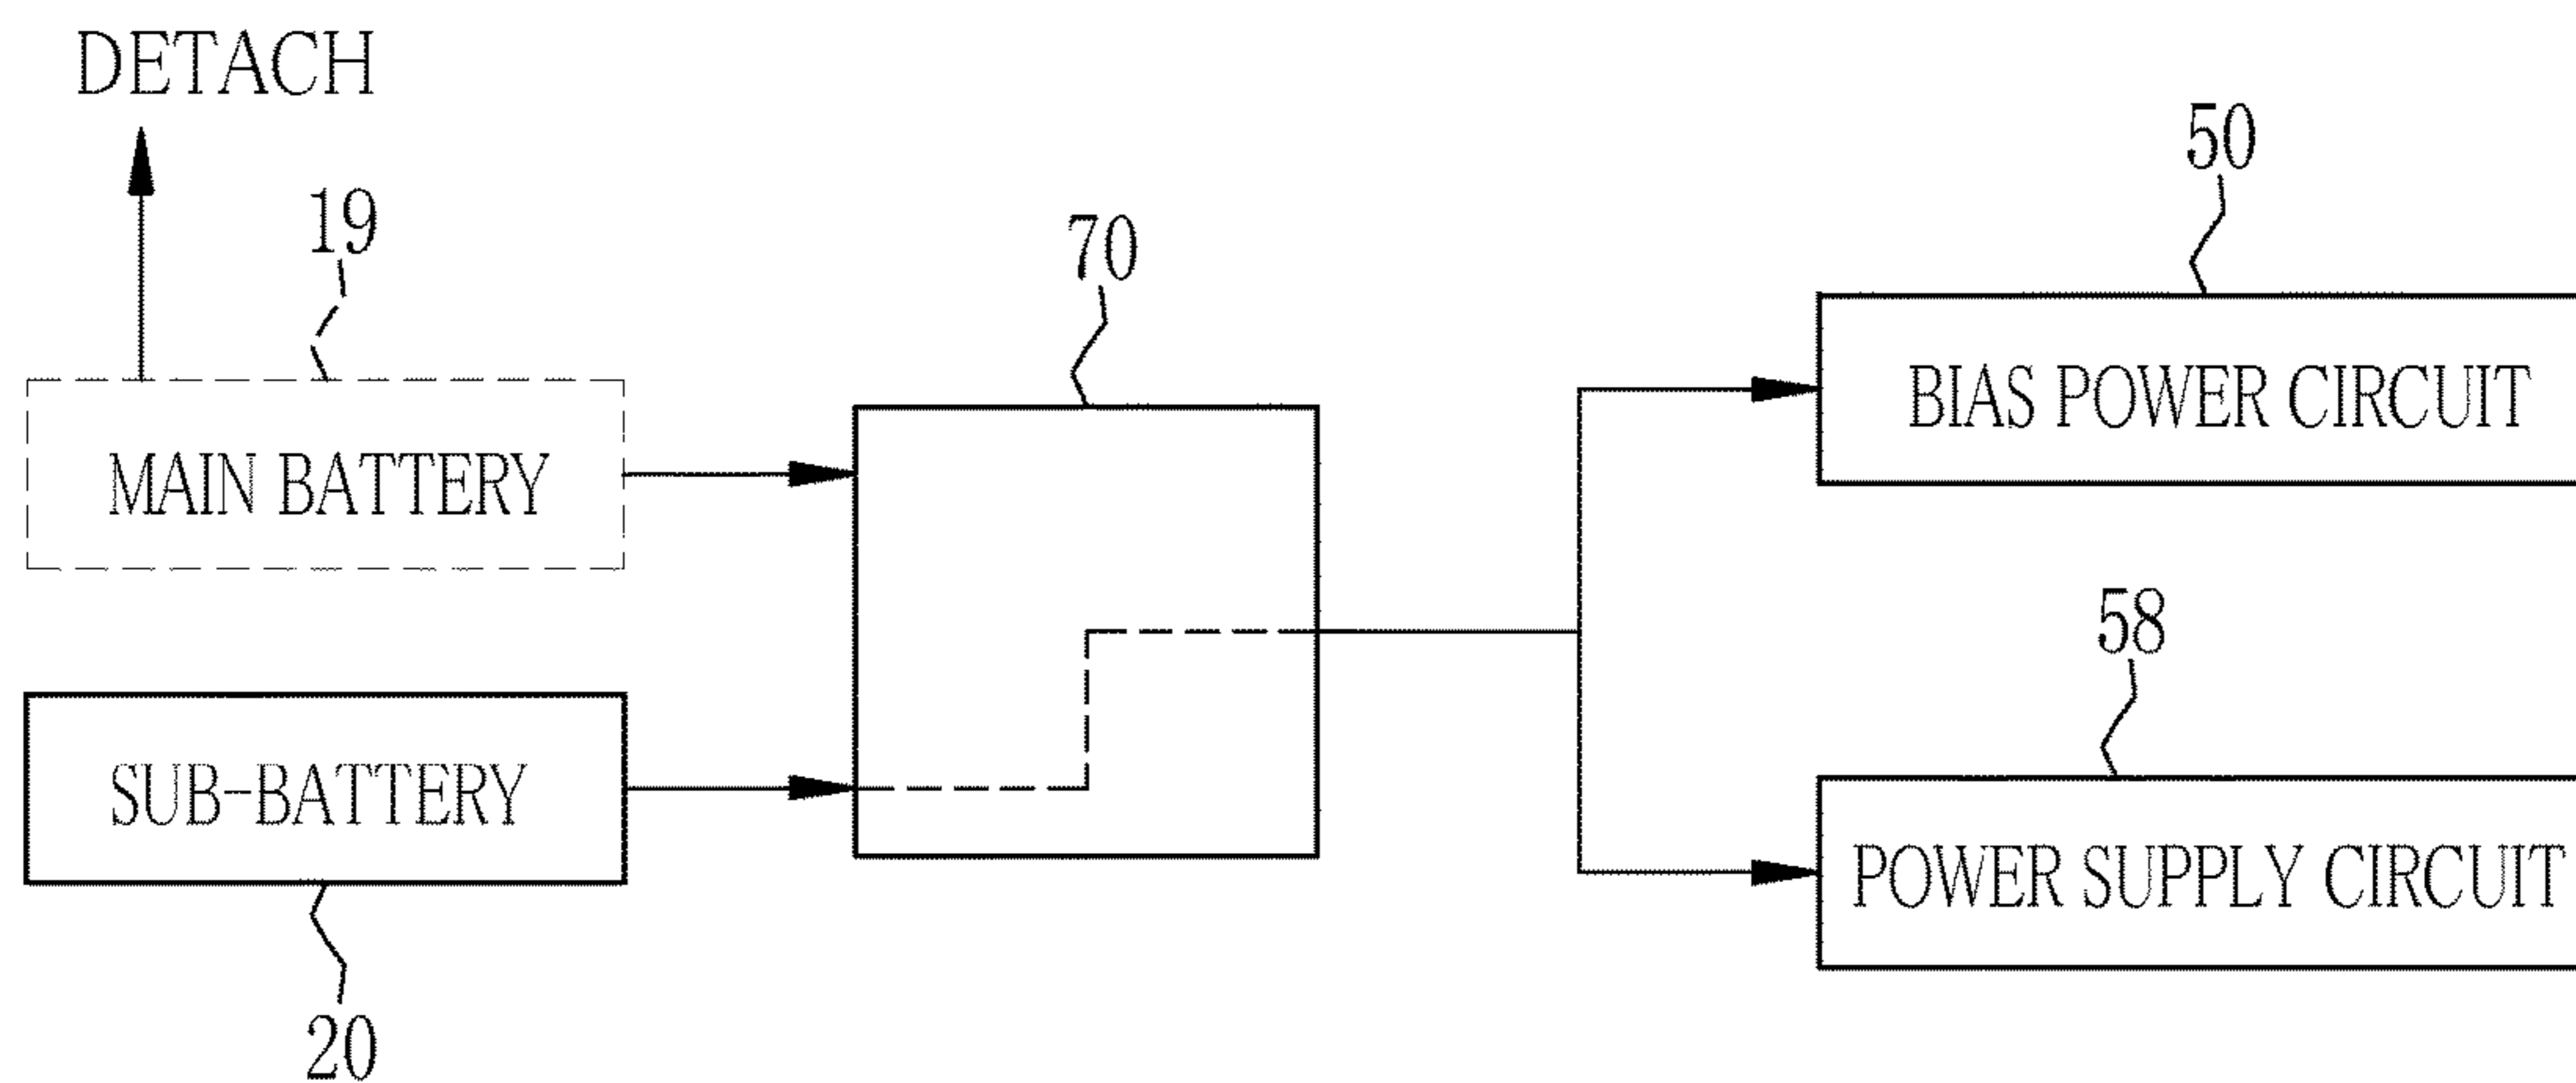 DETACH
19
70
50
MAIN BATTERY
BIAS POWER CIRCUIT
58
SUB-BATTERY
POWER SUPPLY CIRCUIT
20